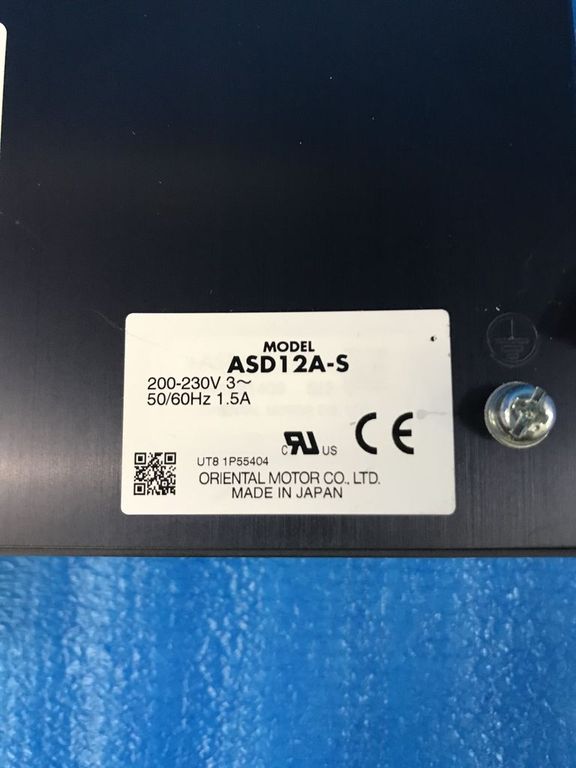 MODEL
ASD12A-S
200-230V 3~
50/60Hz 1.5A
c RU US CE
UT8 1P55404
ORIENTAL MOTOR CO., LTD.
MADE IN JAPAN